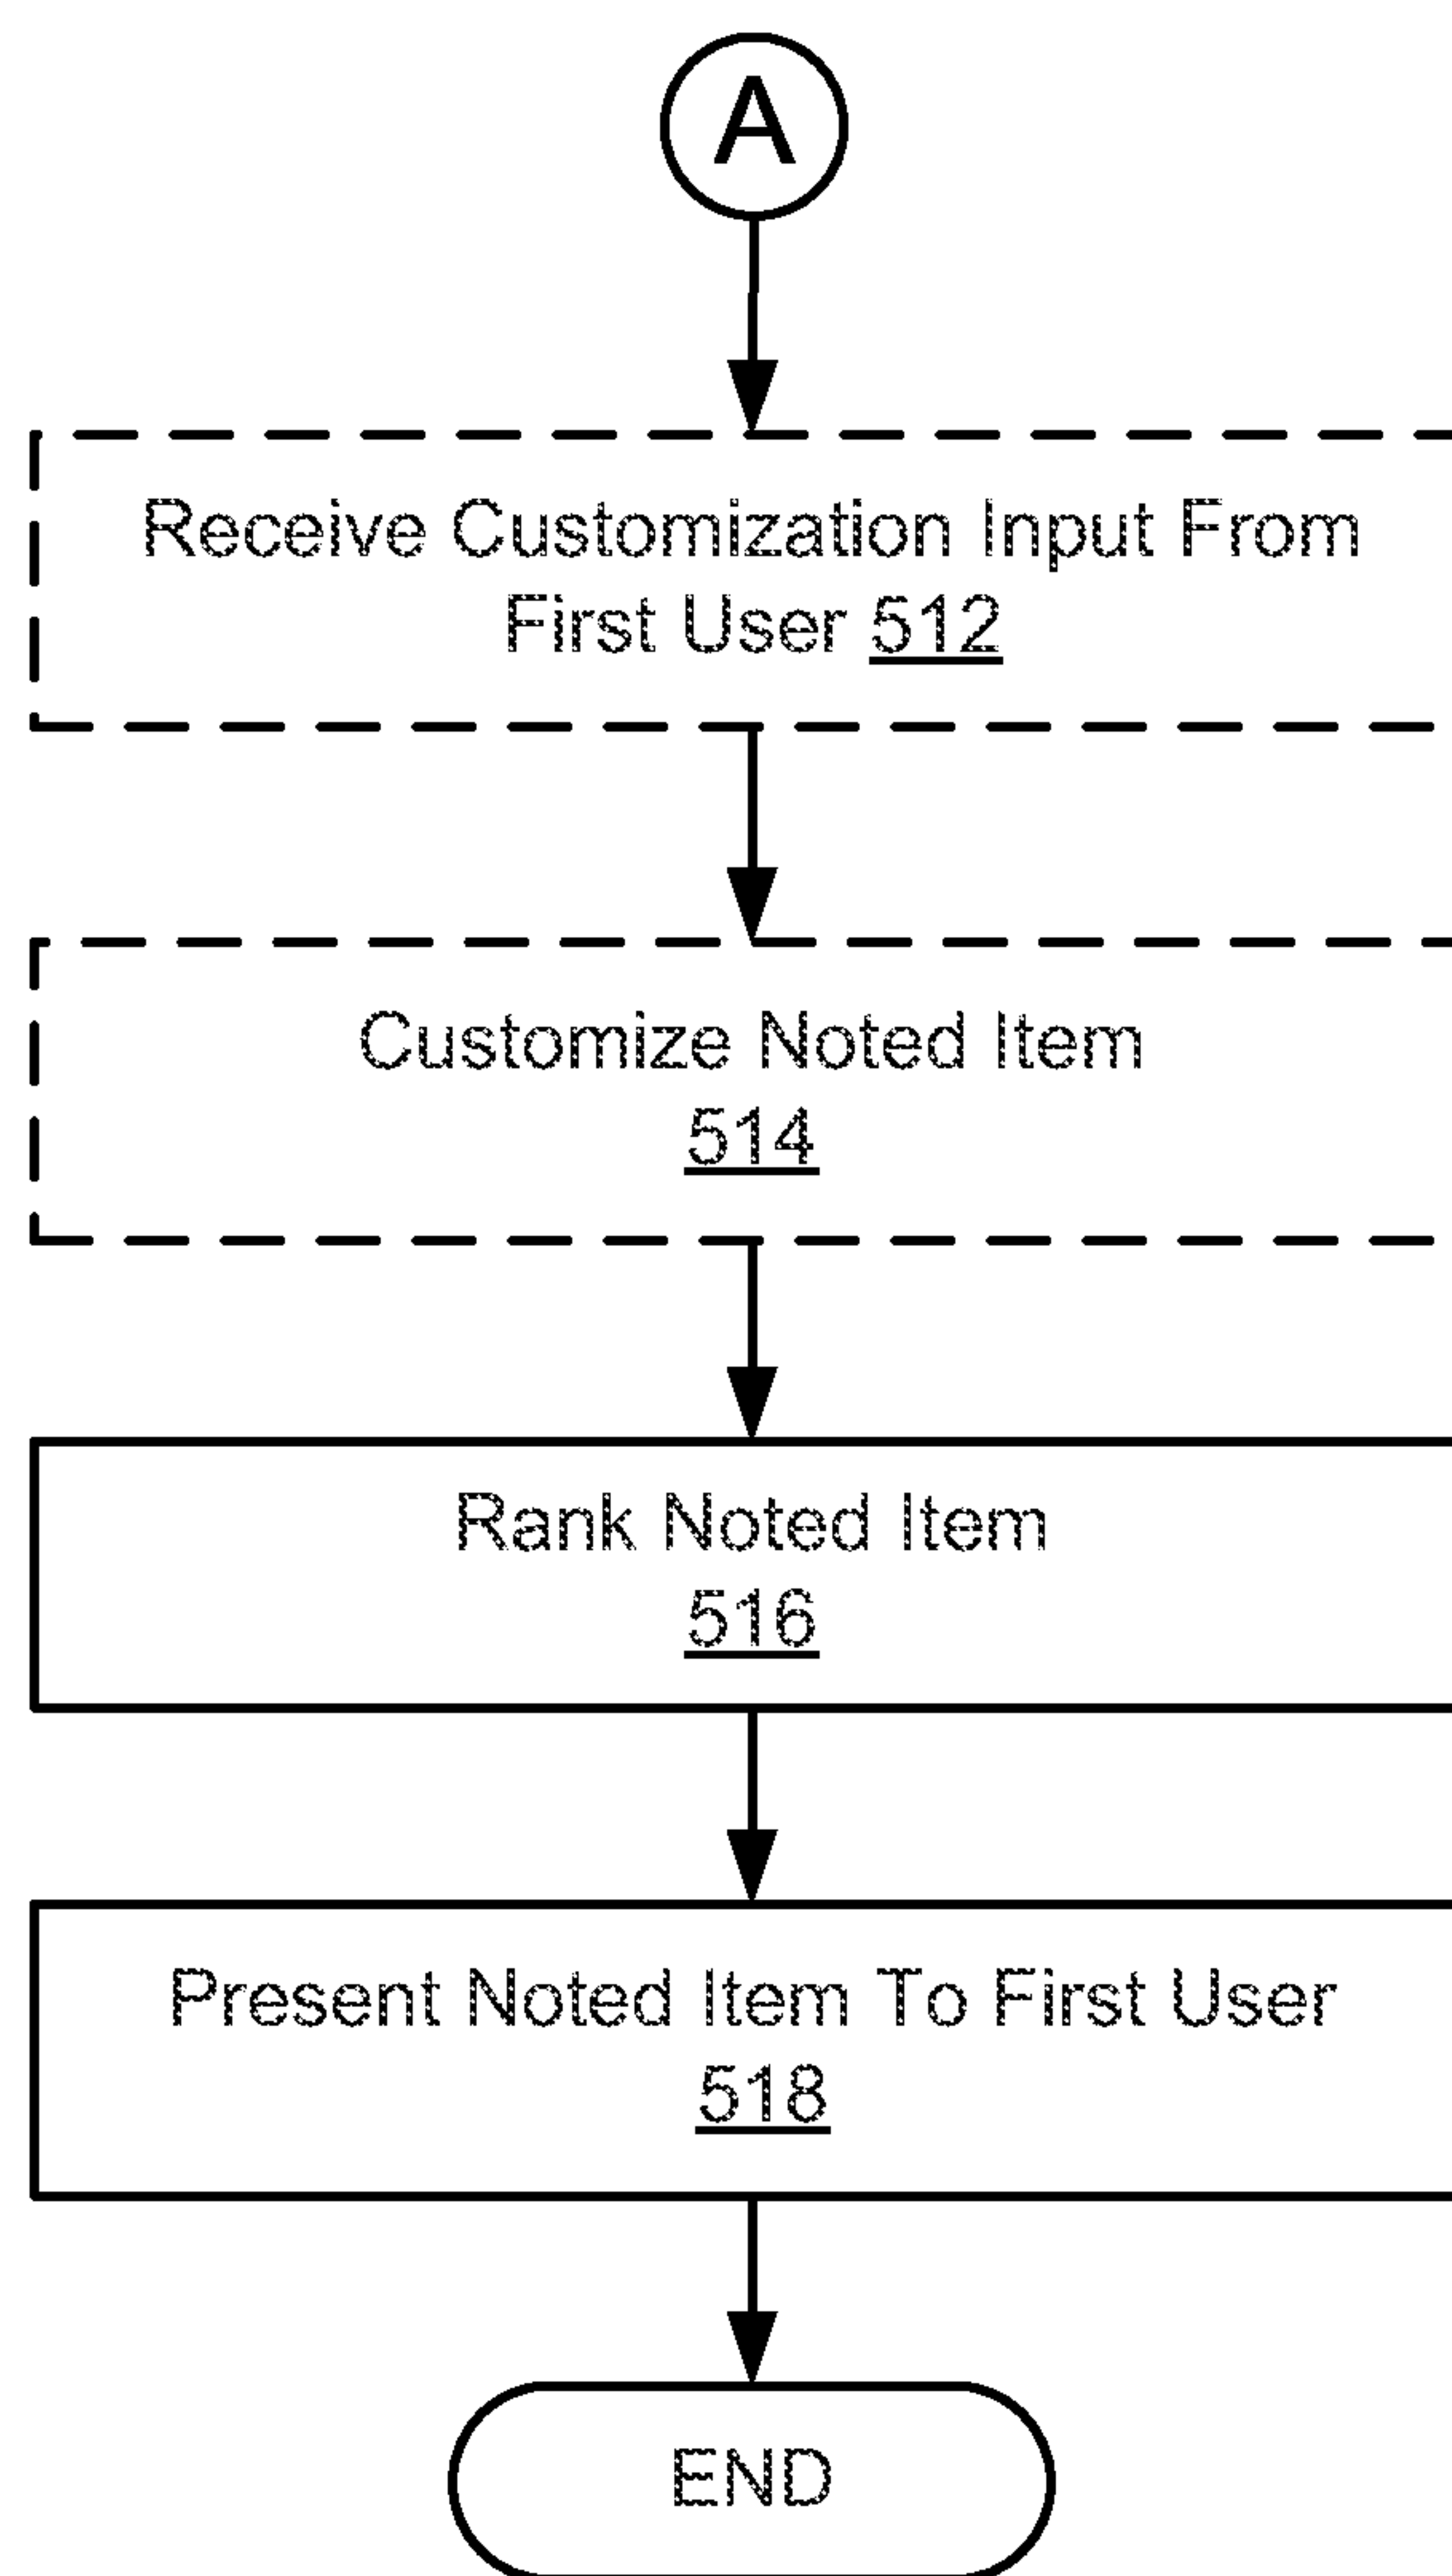 A
Receive Customization Input From
First User 512
Customize Noted Item
514
Rank Noted Item
516
Present Noted Item To First User
518
END